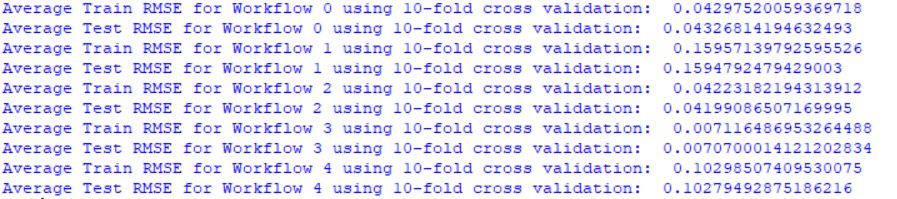 Average Train RMSE for Workflow 0 using 10-fold cross validation:  0.04297520059369718
Average Test RMSE for Workflow 0 using 10-fold cross validation:  0.04326814194632493
Average Train RMSE for Workflow 1 using 10-fold cross validation:  0.15957139792595526
Average Test RMSE for Workflow 1 using 10-fold cross validation:  0.1594792479429003
Average Train RMSE for Workflow 2 using 10-fold cross validation:  0.04223182194313912
Average Test RMSE for Workflow 2 using 10-fold cross validation:  0.04199086507169995
Average Train RMSE for Workflow 3 using 10-fold cross validation:  0.007116486953264488
Average Test RMSE for Workflow 3 using 10-fold cross validation:  0.0070700014121202834
Average Train RMSE for Workflow 4 using 10-fold cross validation:  0.10298507409530075
Average Test RMSE for Workflow 4 using 10-fold cross validation:  0.10279492875186216